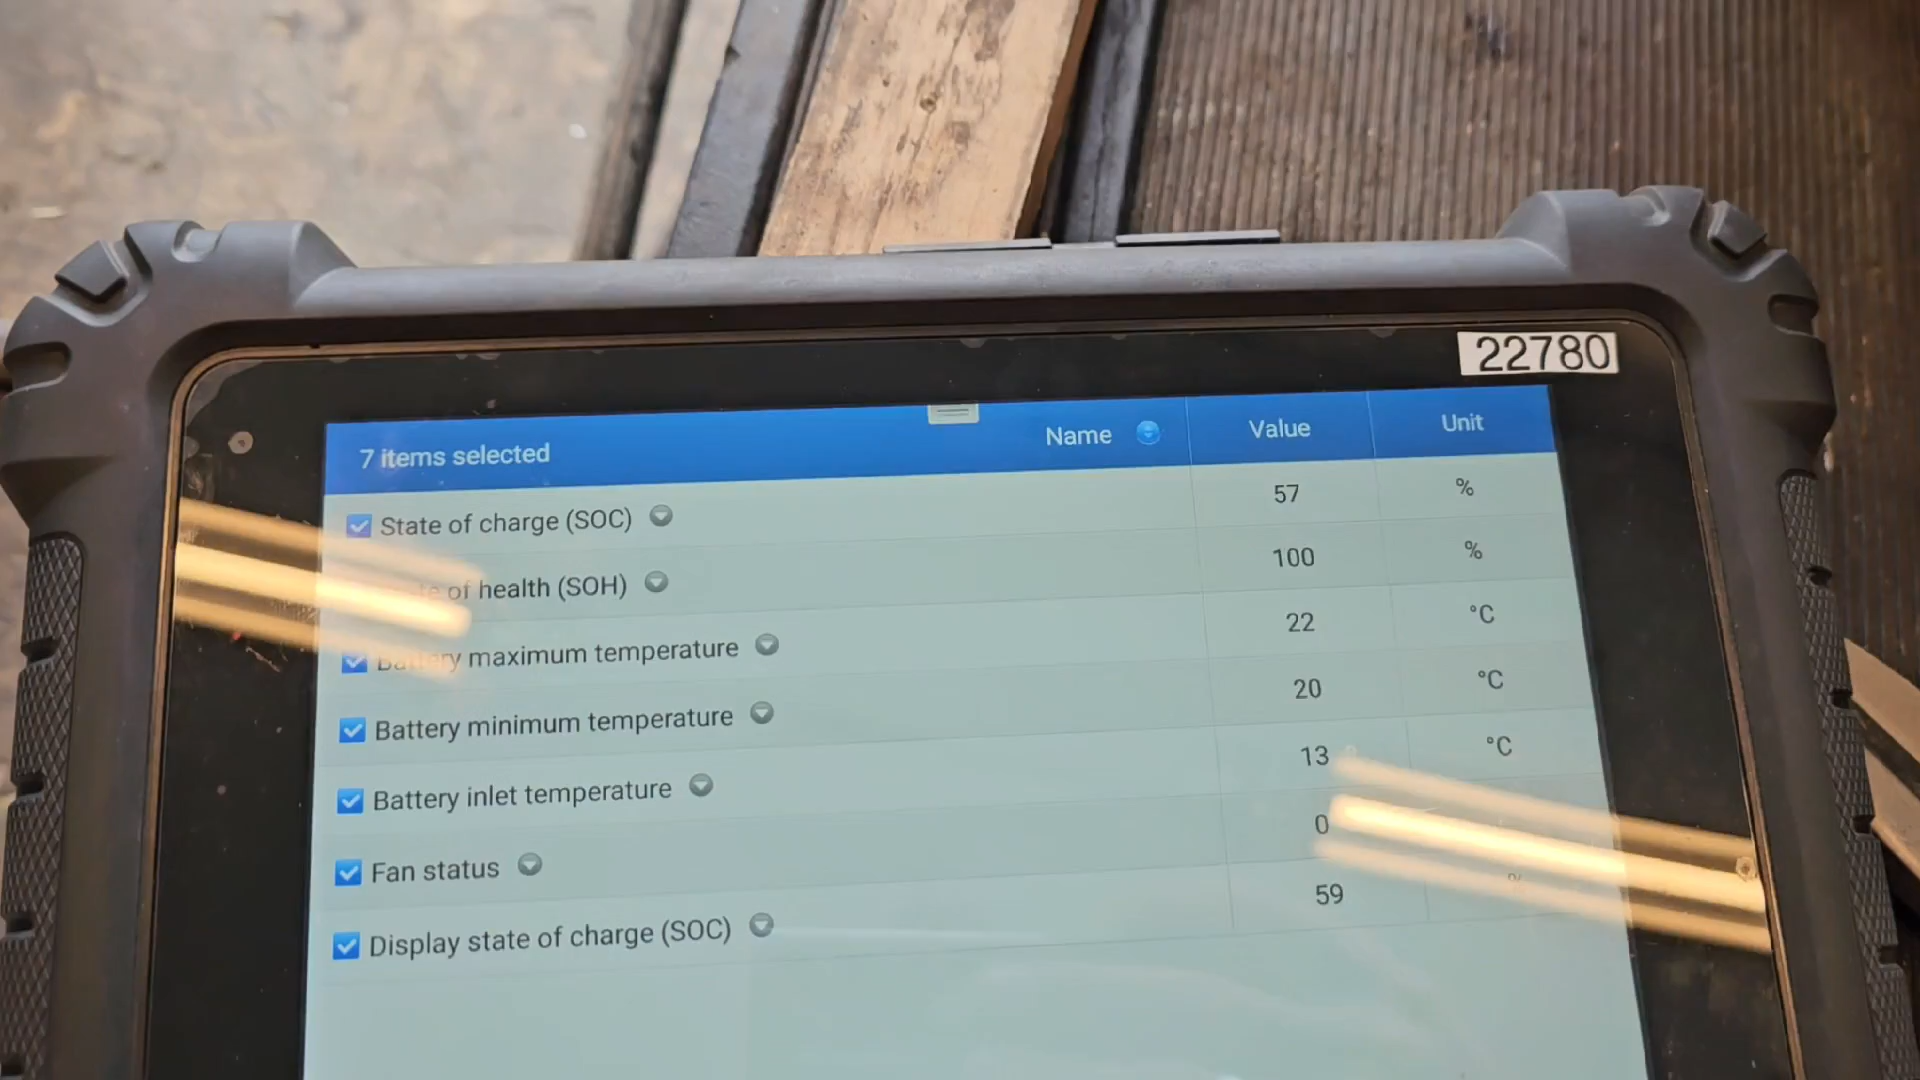 22780
7 items selected Name Value Unit
State of charge (SOC) 57 %
of health (SOH) 100 %
Battery maximum temperature 22 °C
Battery minimum temperature 20 °C
Battery inlet temperature 13 °C
Fan status 0
Display state of charge (SOC) 59 %